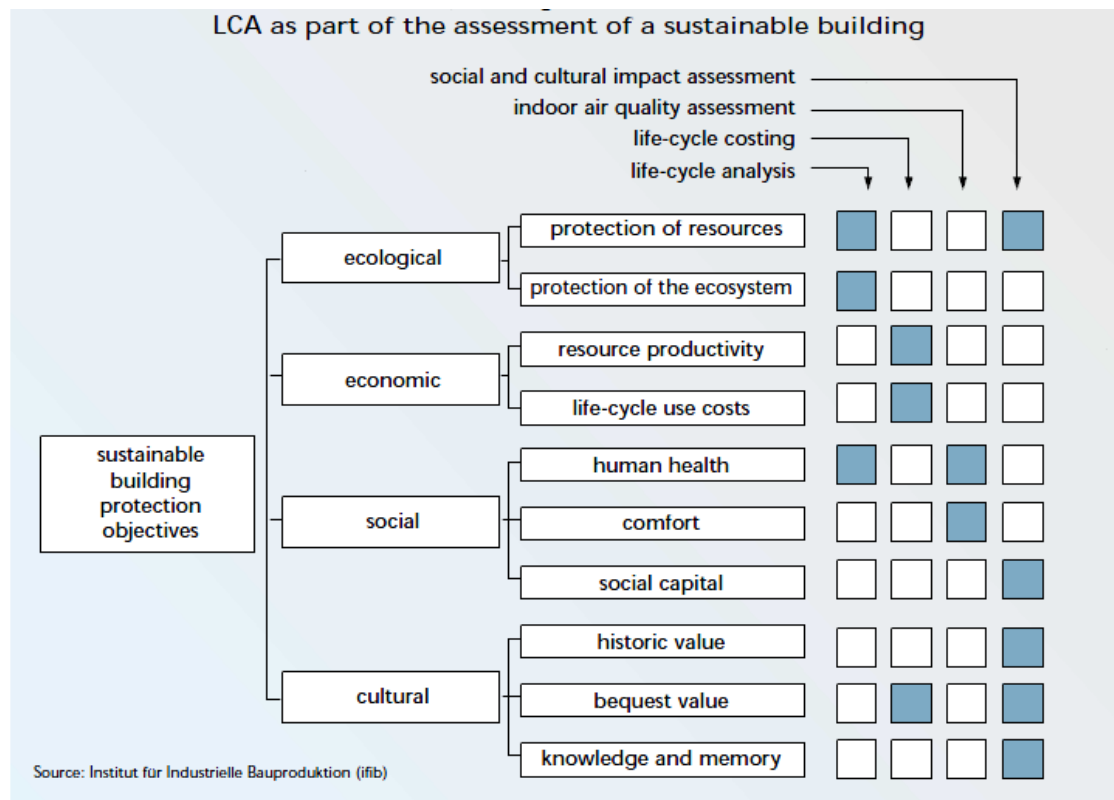 LCA as part of the assessment of a sustainable building
social and cultural impact assessment
indoor air quality assessment
life-cycle costing
life-cycle analysis
ecological
protection of resources
protection of the ecosystem
economic
resource productivity
life-cycle use costs
sustainable
building
protection
objectives
social
human health
comfort
social capital
cultural
historic value
bequest value
knowledge and memory
Source: Institut für Industrielle Bauproduktion (ifib)